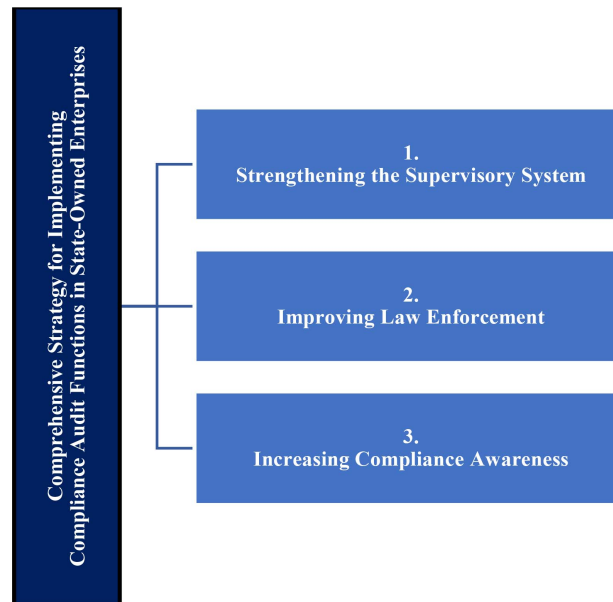 Comprehensive Strategy for Implementing
Compliance Audit Functions in State-Owned Enterprises
1.
Strengthening the Supervisory System
2.
Improving Law Enforcement
3.
Increasing Compliance Awareness